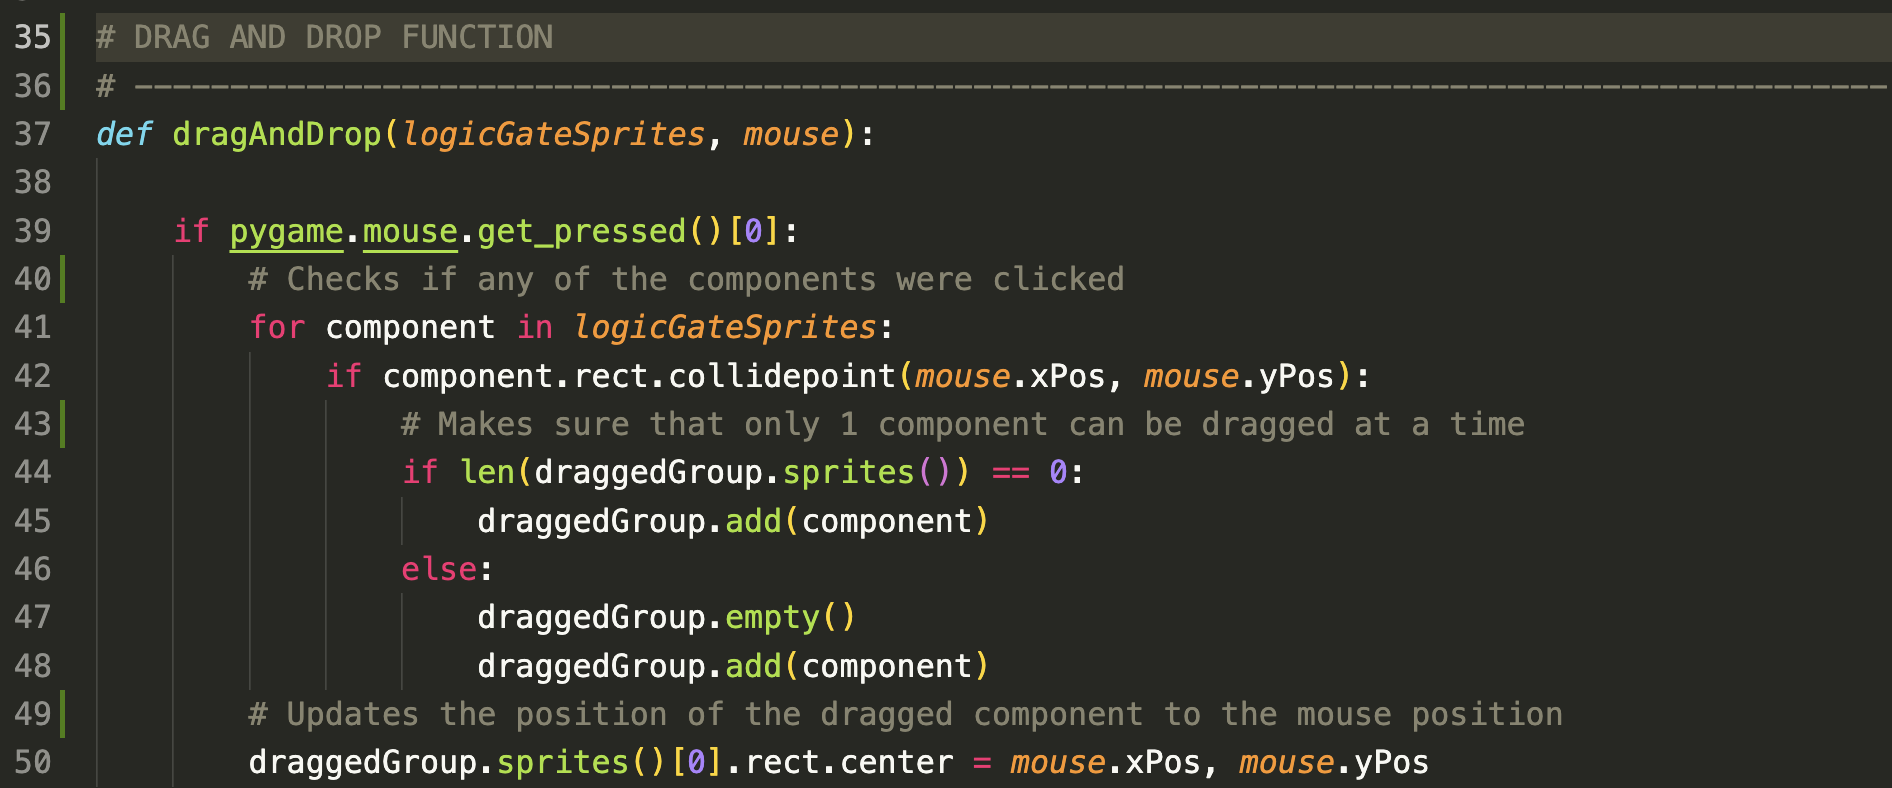 35 # DRAG AND DROP FUNCTION
36 # --------------------------------------------------------------------------------------------
37 def dragAndDrop(logicGateSprites, mouse):
38
39     if pygame.mouse.get_pressed()[0]:
40         # Checks if any of the components were clicked
41         for component in logicGateSprites:
42             if component.rect.collidepoint(mouse.xPos, mouse.yPos):
43                 # Makes sure that only 1 component can be dragged at a time
44                 if len(draggedGroup.sprites()) == 0:
45                     draggedGroup.add(component)
46                 else:
47                     draggedGroup.empty()
48                     draggedGroup.add(component)
49         # Updates the position of the dragged component to the mouse position
50         draggedGroup.sprites()[0].rect.center = mouse.xPos, mouse.yPos